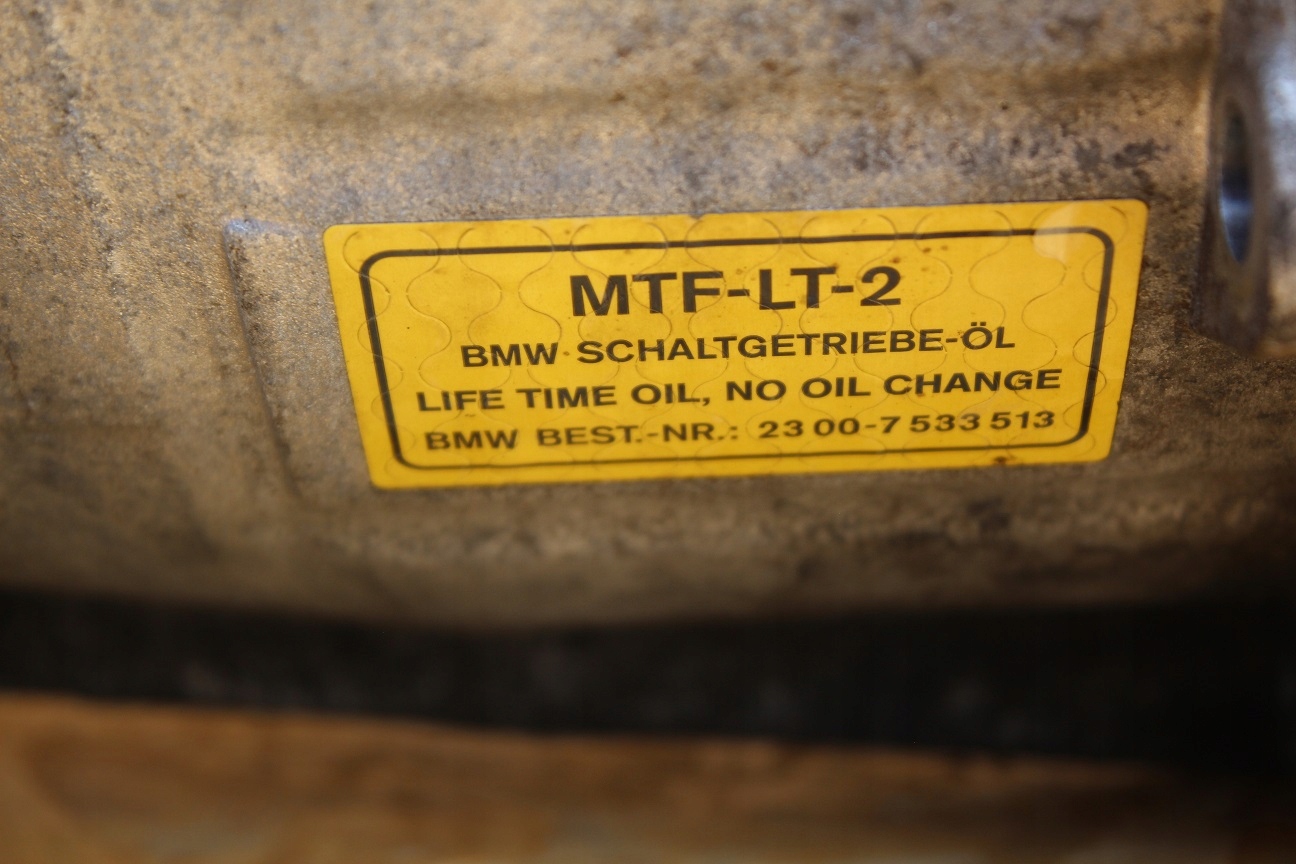 MTF-LT-2
BMW SCHALTGETRIEBE-ÖL
LIFE TIME OIL, NO OIL CHANGE
BMW BEST.-NR.: 23 00-7 533 513